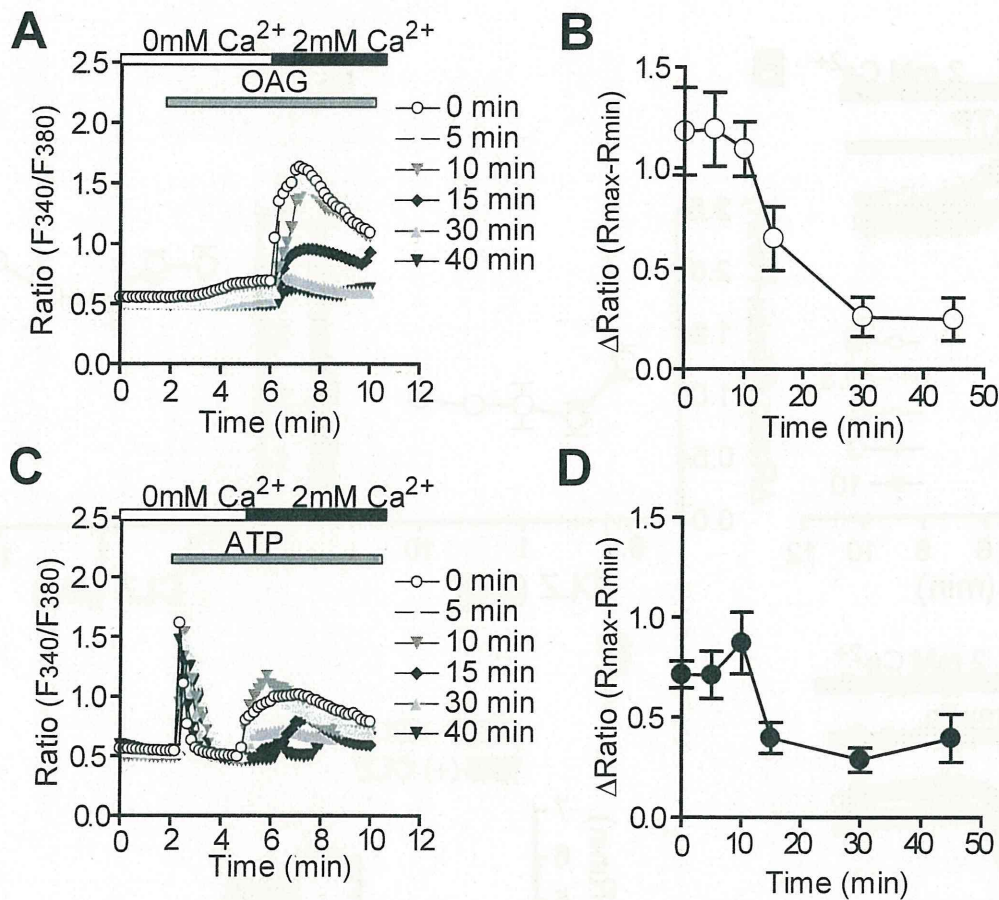 A
0mM Ca2+ 2mM Ca2+
OAG
2.5
2.0
1.5
1.0
0.5
0.0
Ratio (F340/F380)
0 2 4 6 8 10 12
Time (min)
0 min
5 min
10 min
15 min
30 min
40 min
B
1.5
1.0
0.5
0.0
ΔRatio (Rmax-Rmin)
0 10 20 30 40 50
Time (min)
C
0mM Ca2+ 2mM Ca2+
ATP
2.5
2.0
1.5
1.0
0.5
0.0
Ratio (F340/F380)
0 2 4 6 8 10 12
Time (min)
0 min
5 min
10 min
15 min
30 min
40 min
D
1.5
1.0
0.5
0.0
ΔRatio (Rmax-Rmin)
0 10 20 30 40 50
Time (min)